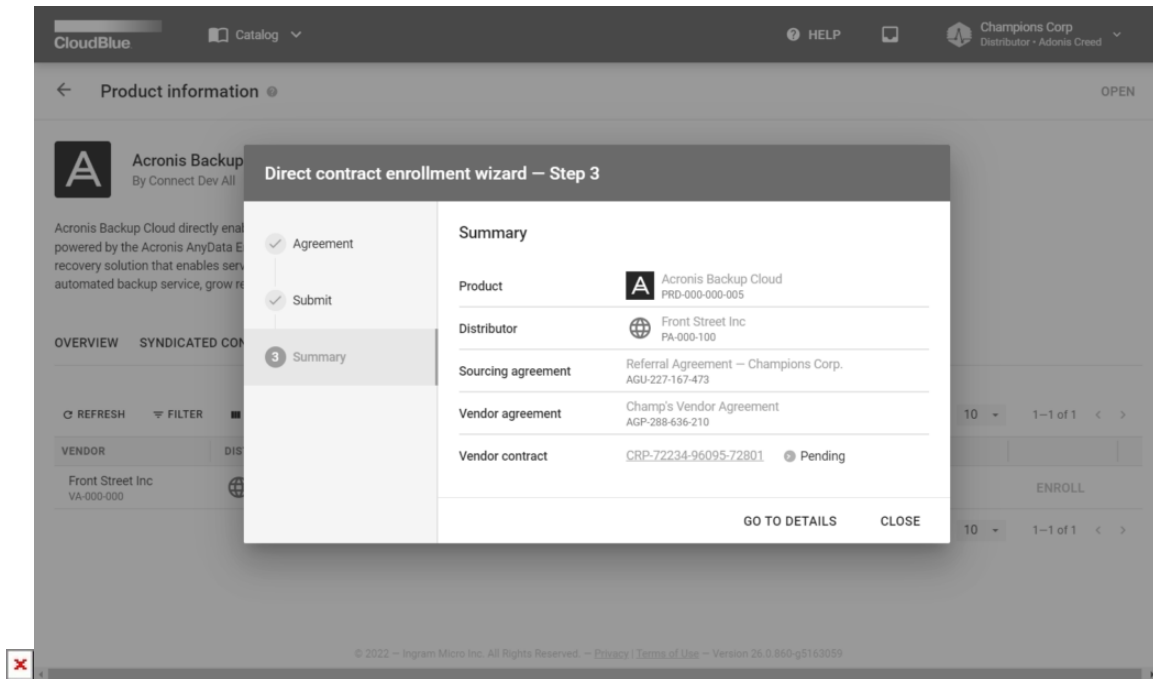 CloudBlue
Catalog
HELP
Champions Corp
Distributor • Adonis Creed
Product information
OPEN
Acronis Backup
By Connect Dev All
Acronis Backup Cloud directly enal
powered by the Acronis AnyData E
recovery solution that enables serv
automated backup service, grow re
OVERVIEW SYNDICATED CON
REFRESH FILTER
10 1–1 of 1
VENDOR DIS
Front Street Inc
VA-000-000
ENROLL
10 1–1 of 1
Direct contract enrollment wizard — Step 3
Agreement
Submit
3 Summary
Summary
Product Acronis Backup Cloud
PRD-000-000-005
Distributor Front Street Inc
PA-000-100
Sourcing agreement Referral Agreement — Champions Corp.
AGU-227-167-473
Vendor agreement Champ's Vendor Agreement
AGP-288-636-210
Vendor contract CRP-72234-96095-72801 Pending
GO TO DETAILS CLOSE
© 2022 – Ingram Micro Inc. All Rights Reserved. – Privacy | Terms of Use – Version 26.0.860-g5163059